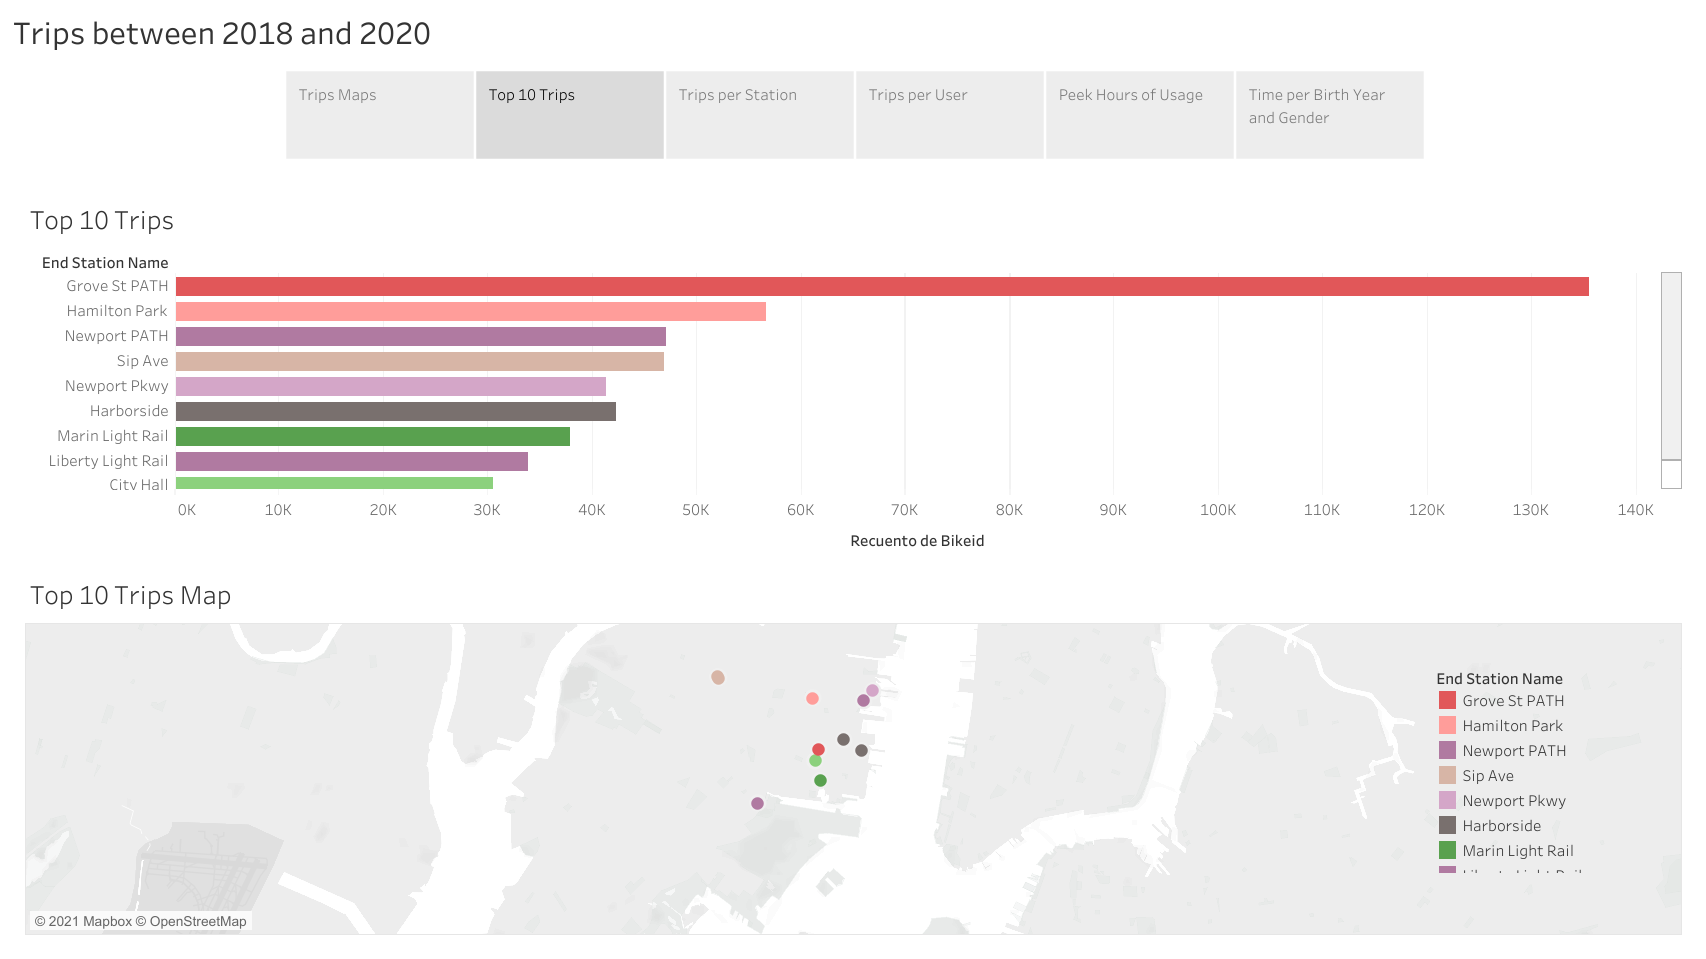 Trips between 2018 and 2020
Trips Maps
Top 10 Trips
Trips per Station
Trips per User
Peek Hours of Usage
Time per Birth Year
and Gender
Top 10 Trips
End Station Name
Grove St PATH
Hamilton Park
Newport PATH
Sip Ave
Newport Pkwy
Harborside
Marin Light Rail
Liberty Light Rail
City Hall
0K 10K 20K 30K 40K 50K 60K 70K 80K 90K 100K 110K 120K 130K 140K
Recuento de Bikeid
Top 10 Trips Map
End Station Name
Grove St PATH
Hamilton Park
Newport PATH
Sip Ave
Newport Pkwy
Harborside
Marin Light Rail
© 2021 Mapbox © OpenStreetMap